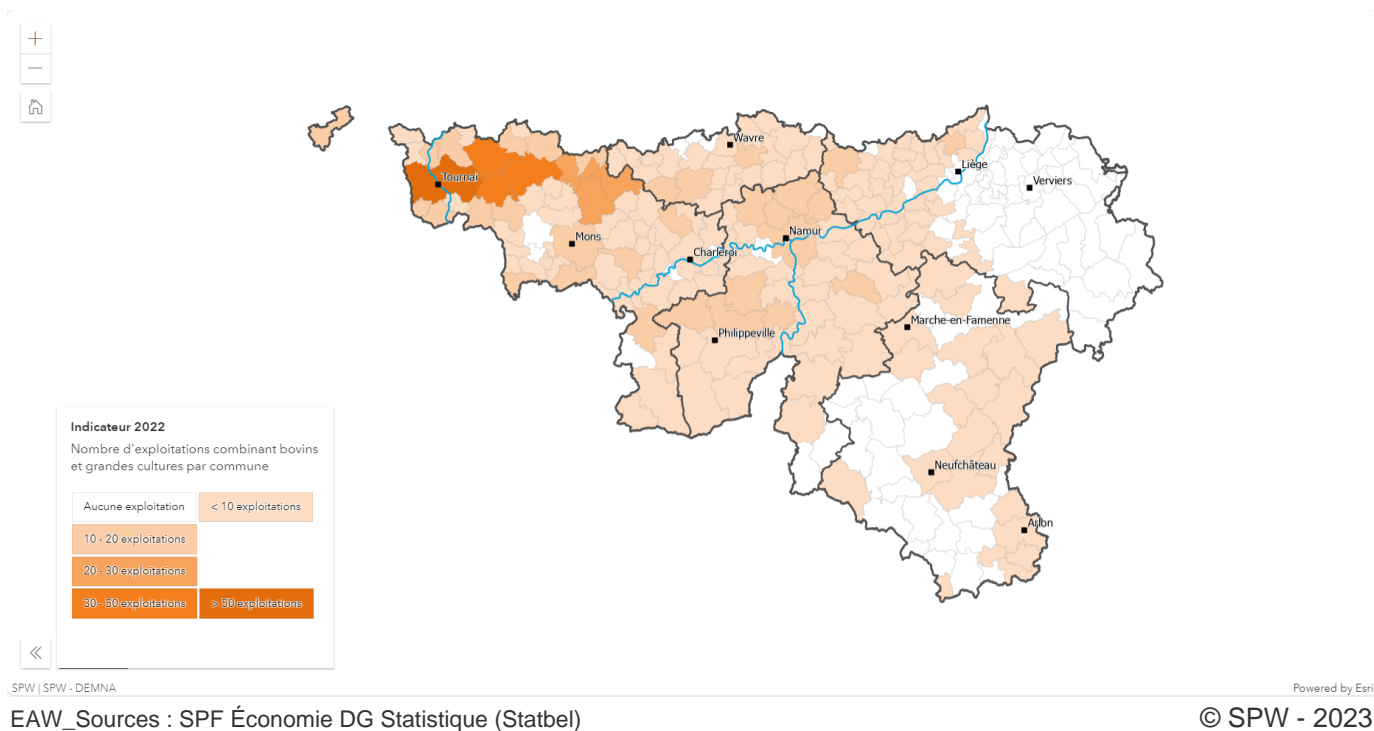 +
−
Wavre
Liège
Tournai
Verviers
Mons
Namur
Charleroi
Marche-en-Famenne
Philippeville
Neufchâteau
Arlon
Indicateur 2022
Nombre d'exploitations combinant bovins
et grandes cultures par commune
Aucune exploitation
< 10 exploitations
10 - 20 exploitations
20 - 30 exploitations
30 - 50 exploitations
> 50 exploitations
SPW | SPW - DEMNA
Powered by Esri
EAW_Sources : SPF Économie DG Statistique (Statbel)
© SPW - 2023